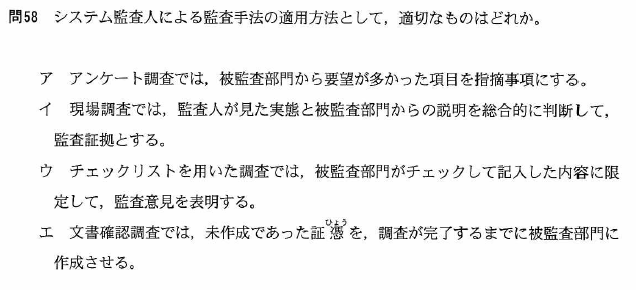 問58 システム監査人による監査手法の適用方法として，適切なものはどれか。
ア アンケート調査では，被監査部門から要望が多かった項目を指摘事項にする。
イ 現場調査では，監査人が見た実態と被監査部門からの説明を総合的に判断して，
監査証拠とする。
ウ チェックリストを用いた調査では，被監査部門がチェックして記入した内容に限
定して，監査意見を表明する。
ひょう
エ 文書確認調査では，未作成であった証憑を，調査が完了するまでに被監査部門に
作成させる。